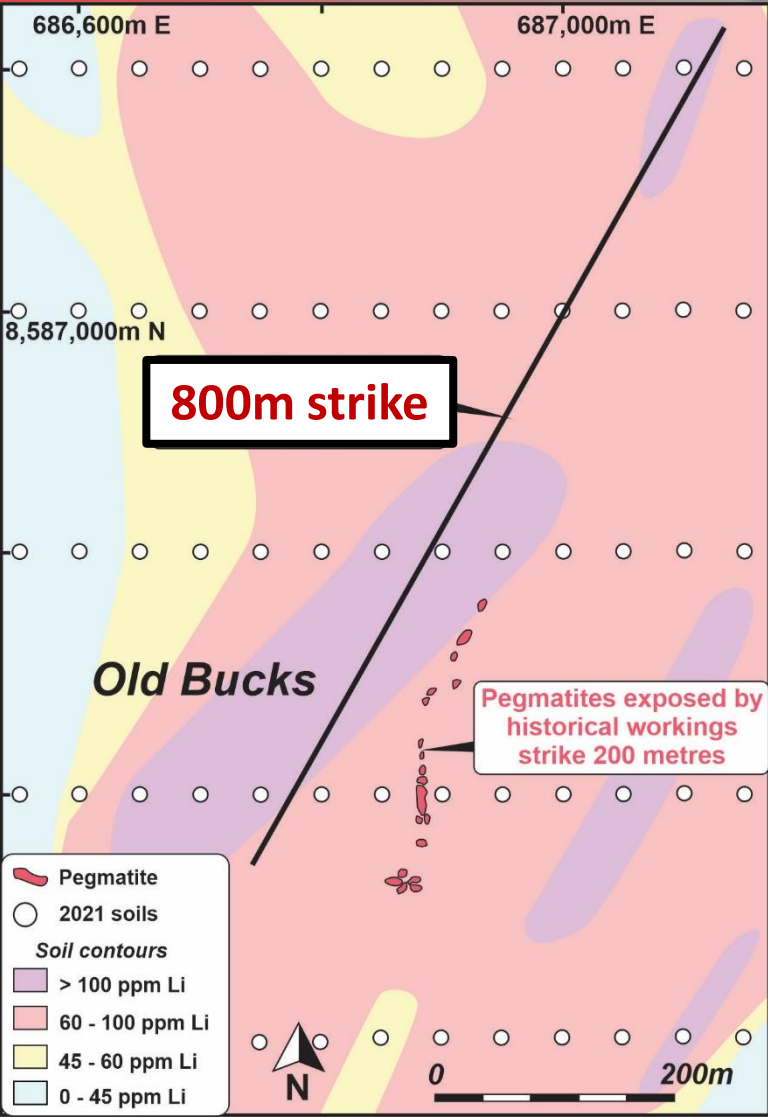 686,600m E
687,000m E
8,587,000m N
800m strike
Old Bucks
Pegmatites exposed by
historical workings
strike 200 metres
Pegmatite
2021 soils
Soil contours
> 100 ppm Li
60 - 100 ppm Li
45 - 60 ppm Li
0 - 45 ppm Li
N
0
200m